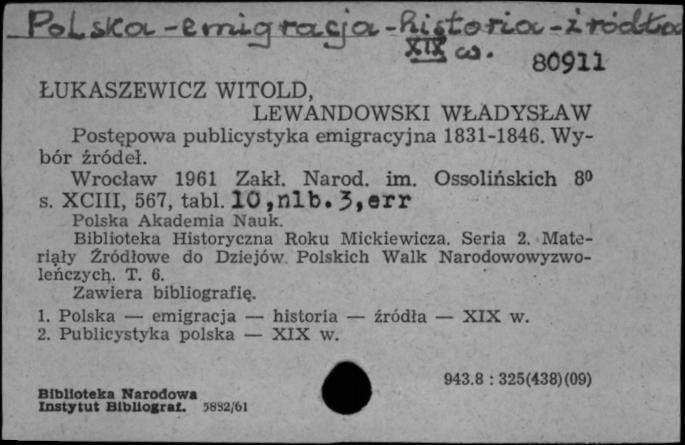 Polska - emigracja - historia - źródła
XIX w.
80911
ŁUKASZEWICZ WITOLD,
LEWANDOWSKI WŁADYSŁAW
Postępowa publicystyka emigracyjna 1831-1846. Wy-
bór źródeł.
Wrocław 1961 Zakł. Narod. im. Ossolińskich 8⁰
s. XCIII, 567, tabl. 10,nlb. 3,err
Polska Akademia Nauk.
Biblioteka Historyczna Roku Mickiewicza. Seria 2. Mate-
riąły Źródłowe do Dziejów Polskich Walk Narodowowyzwo-
leńczych. T. 6.
Zawiera bibliografię.
1. Polska — emigracja — historia — źródła — XIX w.
2. Publicystyka polska — XIX w.
943.8 : 325(438)(09)
Biblioteka Narodowa
Instytut Bibliograf. 5882/61